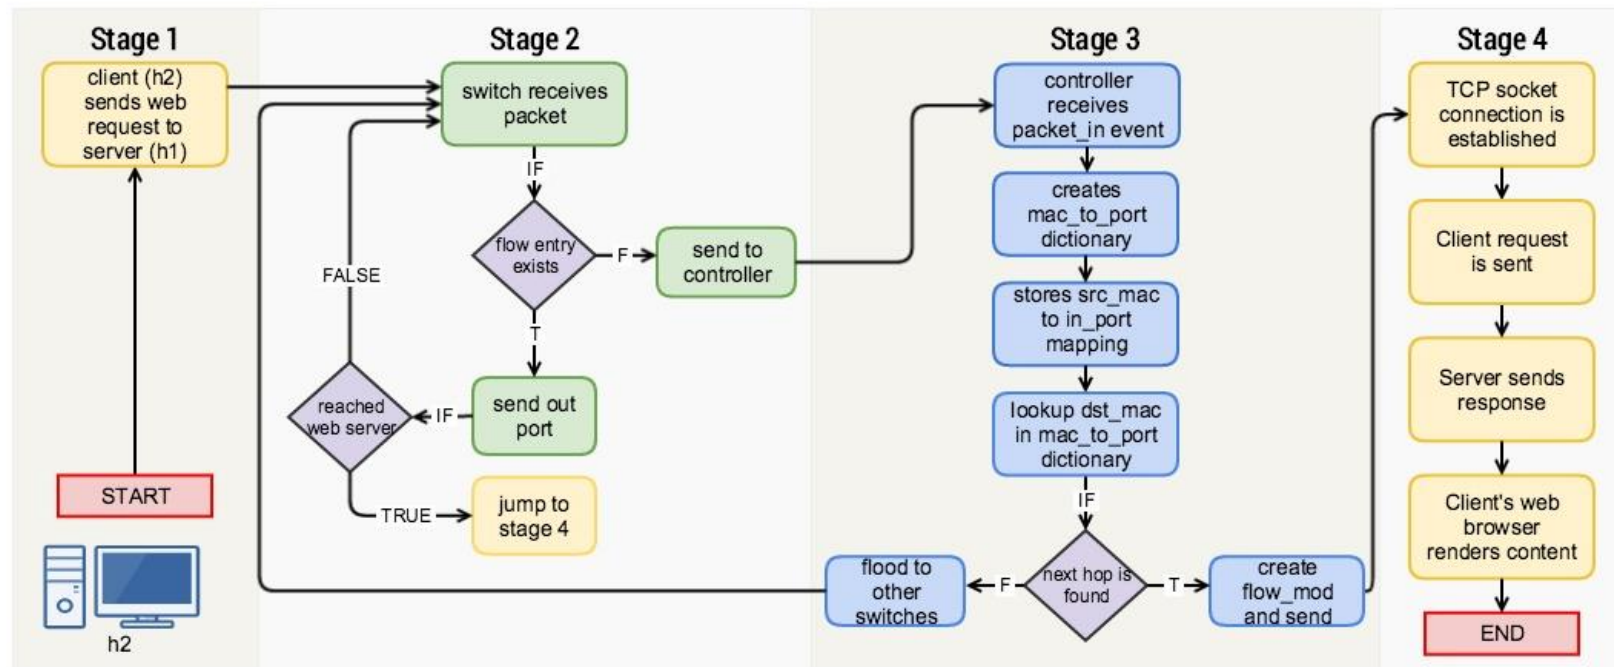 Stage 1
client (h2)
sends web
request to
server (h1)
START
h2
Stage 2
switch receives
packet
IF
flow entry
exists
F
send to
controller
T
send out
port
IF
reached
web server
FALSE
TRUE
jump to
stage 4
Stage 3
controller
receives
packet_in event
creates
mac_to_port
dictionary
stores src_mac
to in_port
mapping
lookup dst_mac
in mac_to_port
dictionary
IF
next hop is
found
F
flood to
other
switches
T
create
flow_mod
and send
Stage 4
TCP socket
connection is
established
Client request
is sent
Server sends
response
Client's web
browser
renders content
END